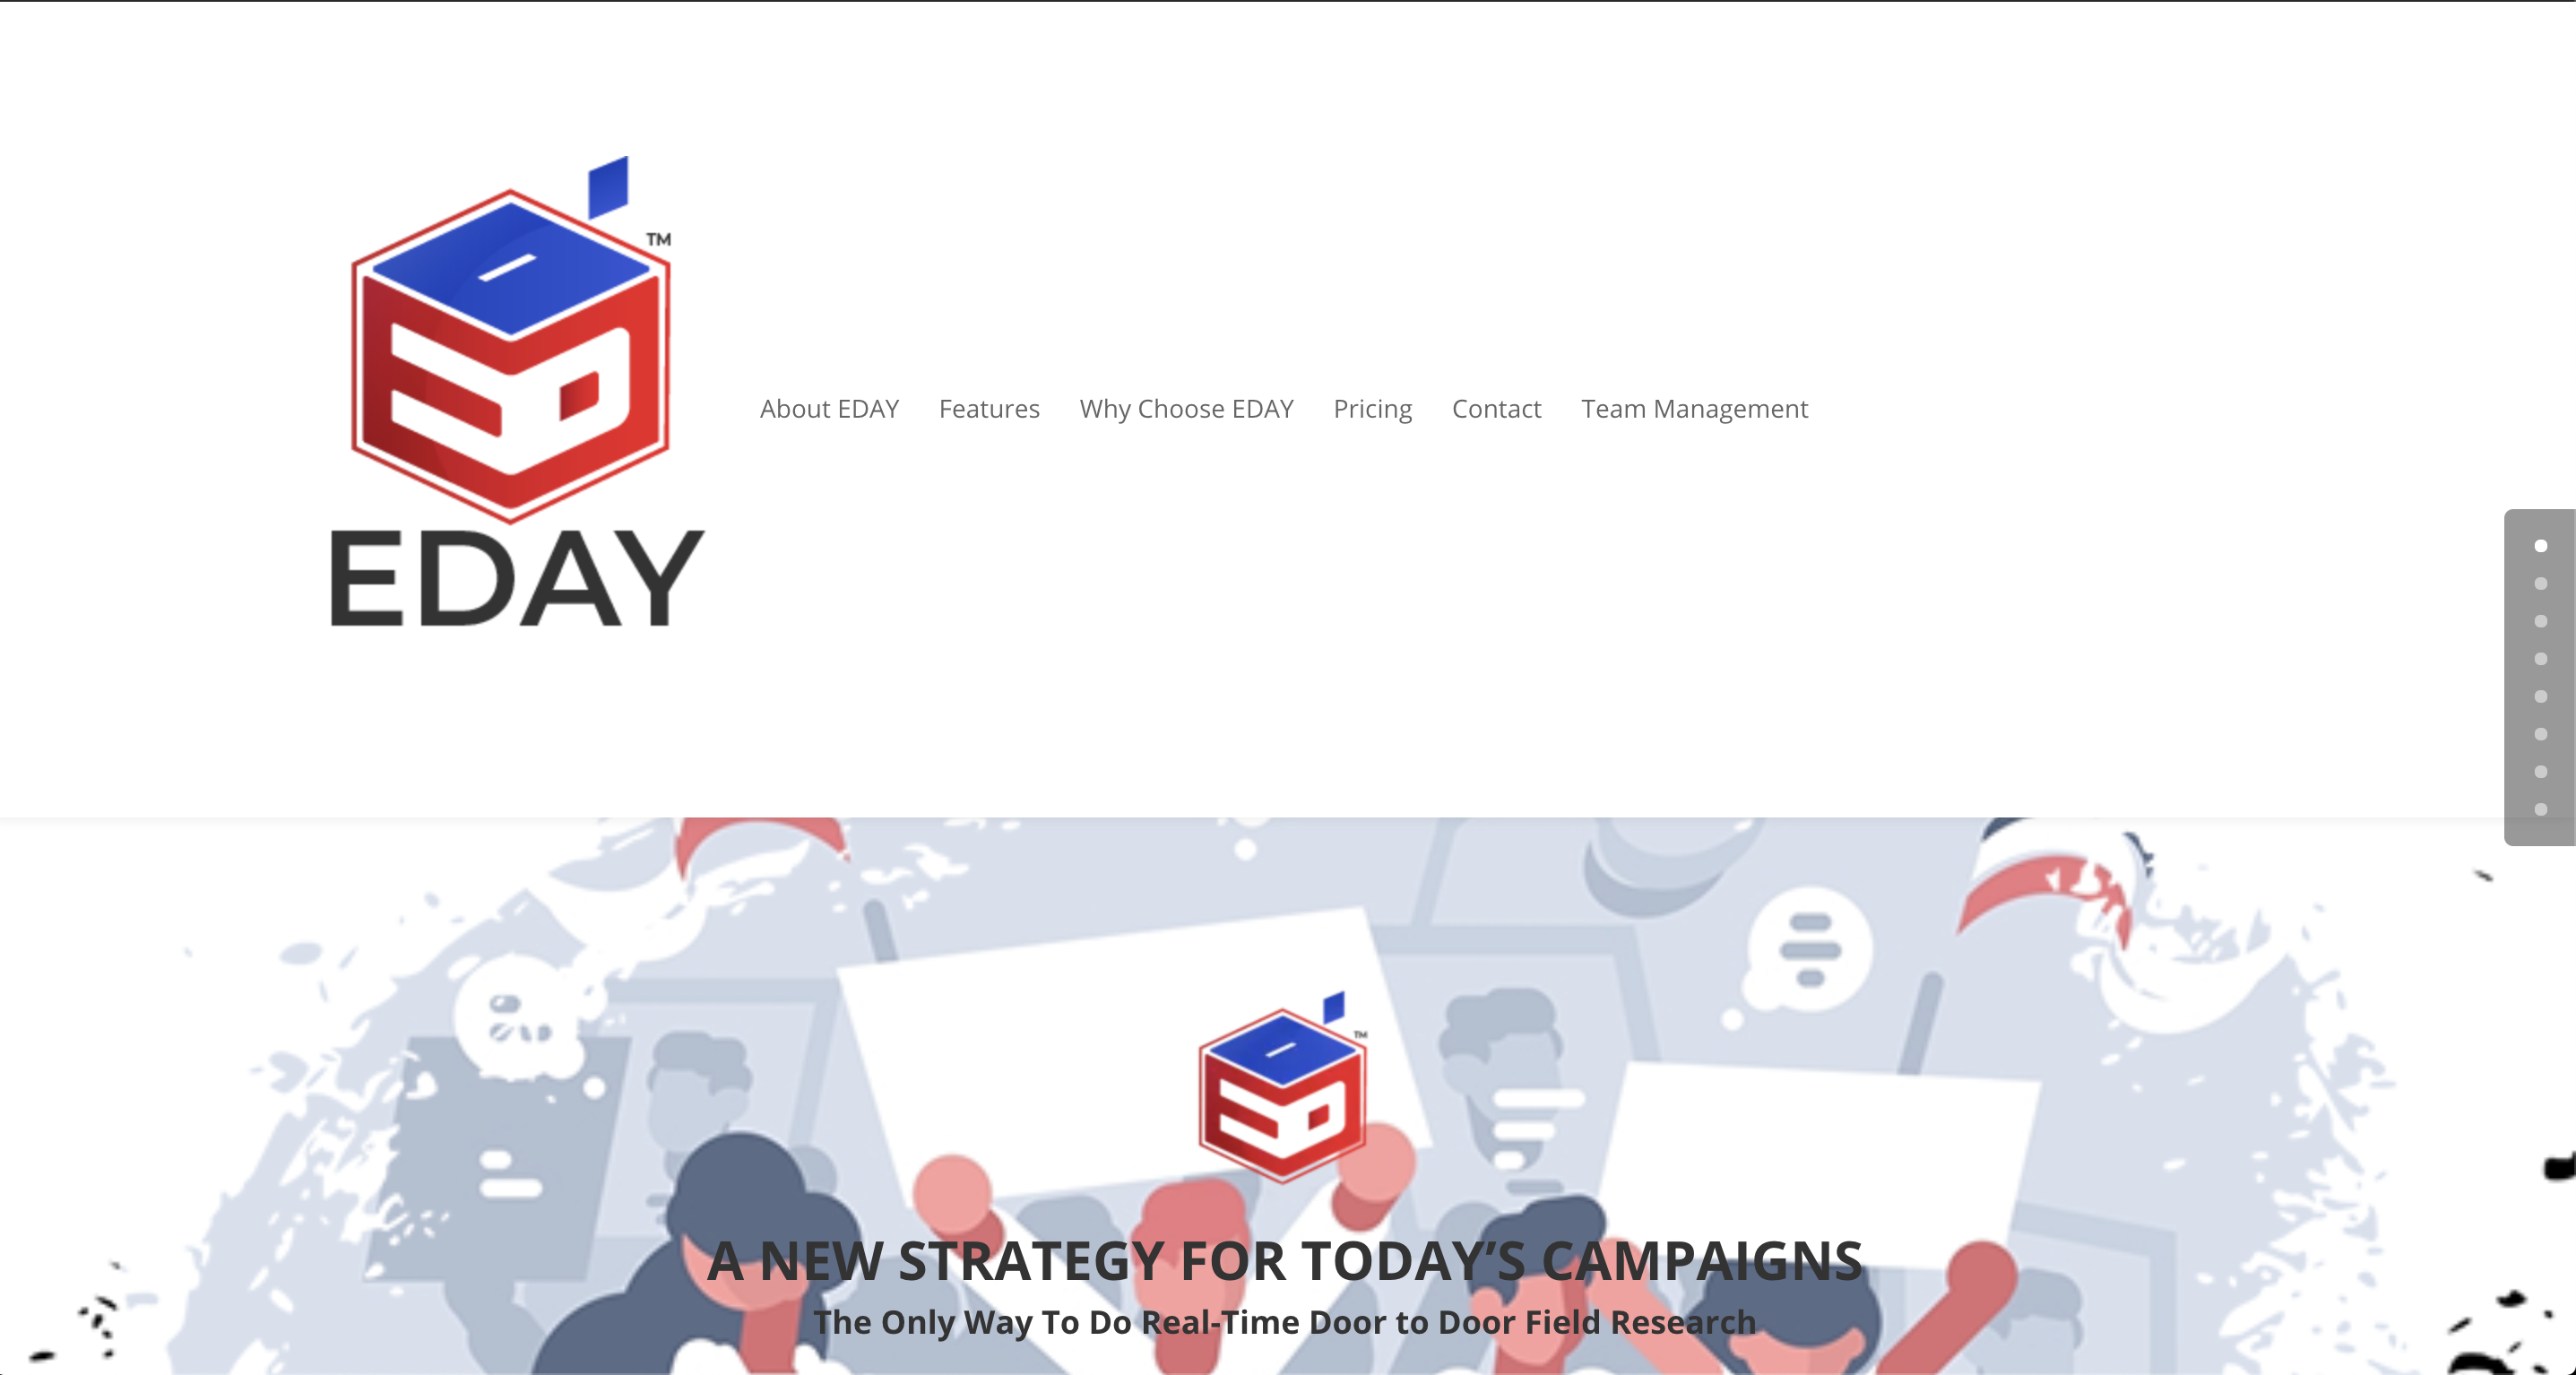 TM
EDAY
About EDAY Features Why Choose EDAY Pricing Contact Team Management
TM
A NEW STRATEGY FOR TODAY’S CAMPAIGNS
The Only Way To Do Real-Time Door to Door Field Research